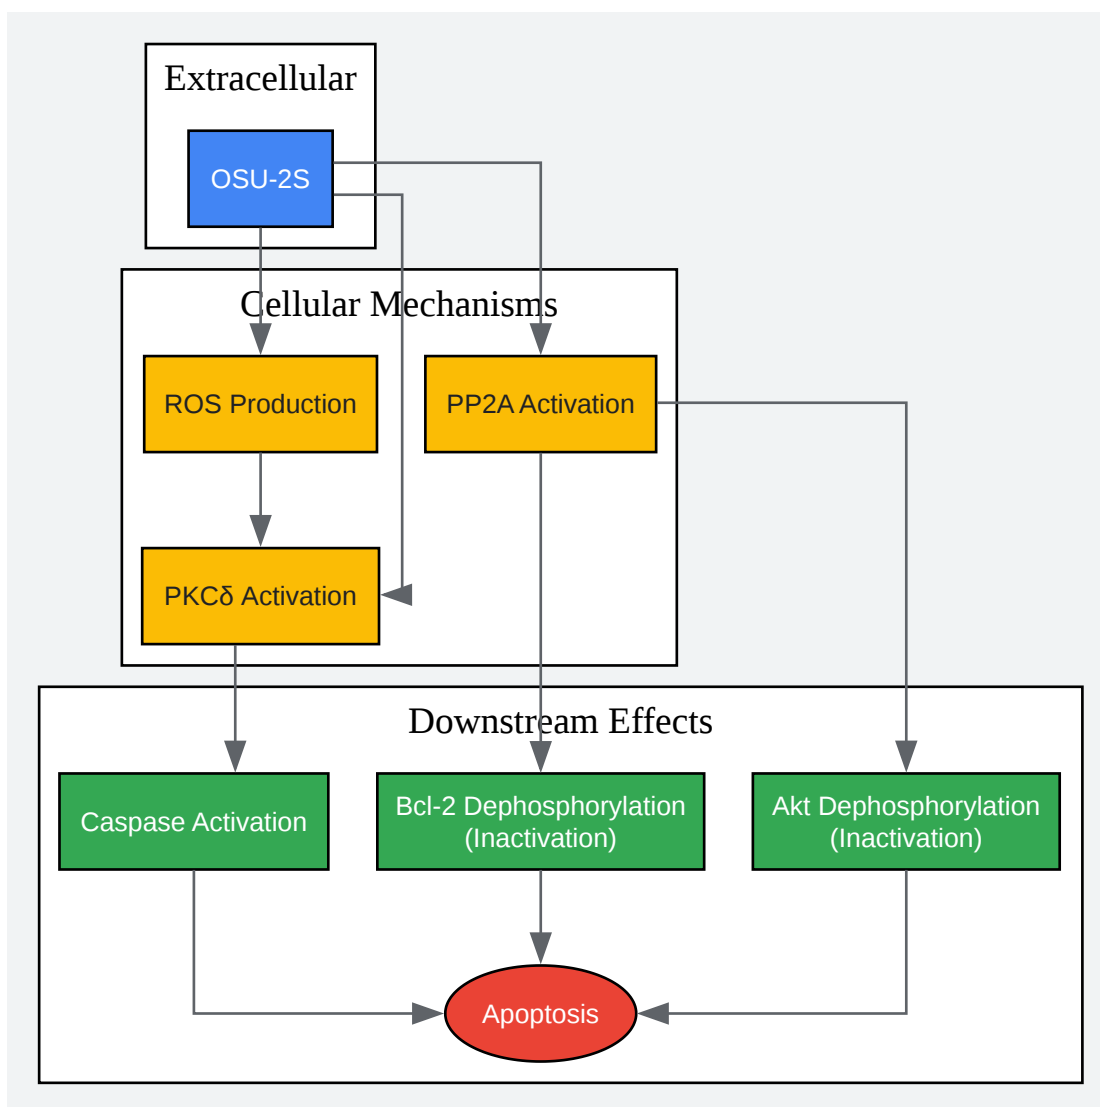 Extracellular
OSU-2S
Cellular Mechanisms
ROS Production
PP2A Activation
PKCδ Activation
Downstream Effects
Caspase Activation
Bcl-2 Dephosphorylation
(Inactivation)
Akt Dephosphorylation
(Inactivation)
Apoptosis